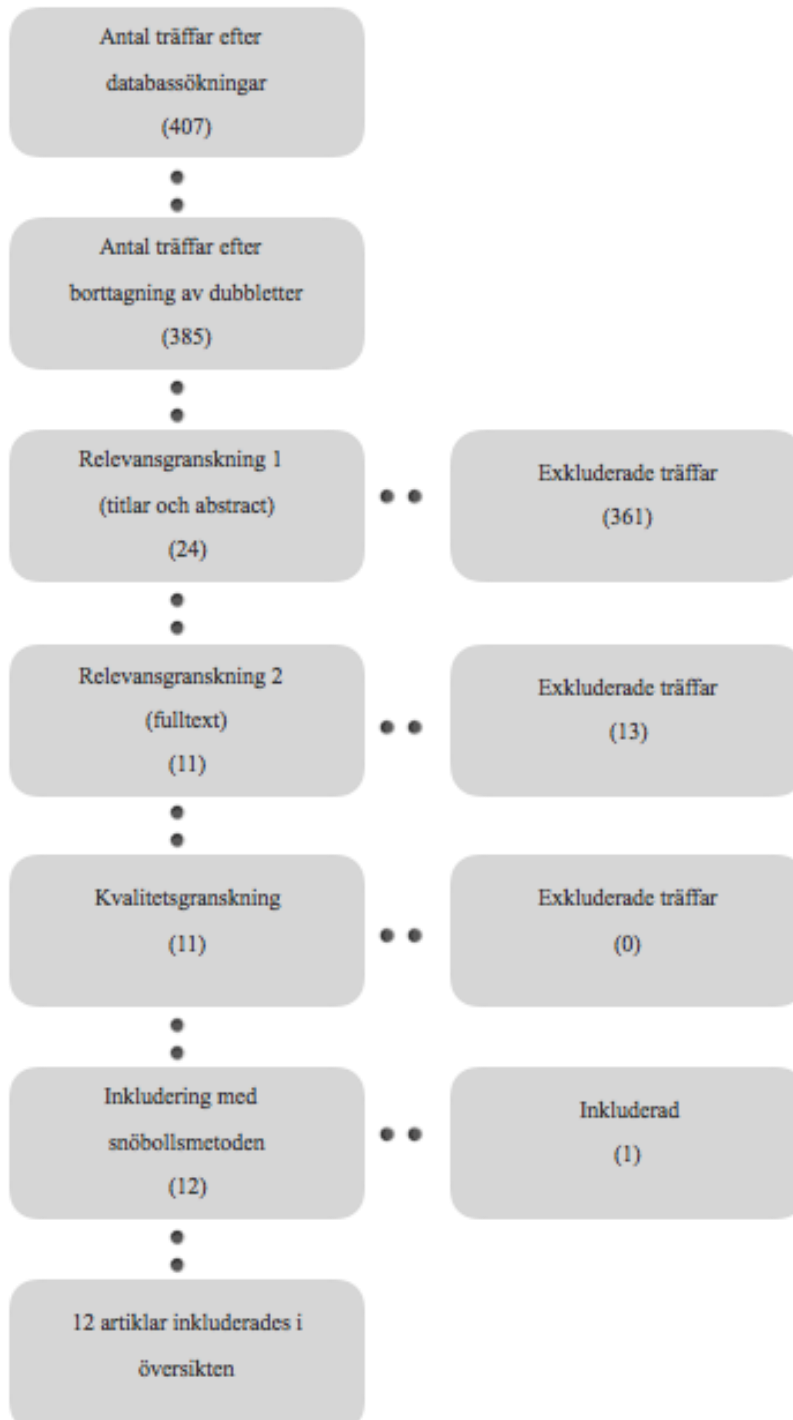 Antal träffar efter
databassökningar
(407)
Antal träffar efter
borttagning av dubbletter
(385)
Relevansgranskning 1
(titlar och abstract)
(24)
Exkluderade träffar
(361)
Relevansgranskning 2
(fulltext)
(11)
Exkluderade träffar
(13)
Kvalitetsgranskning
(11)
Exkluderade träffar
(0)
Inkludering med
snöbollsmetoden
(12)
Inkluderad
(1)
12 artiklar inkluderades i
översikten